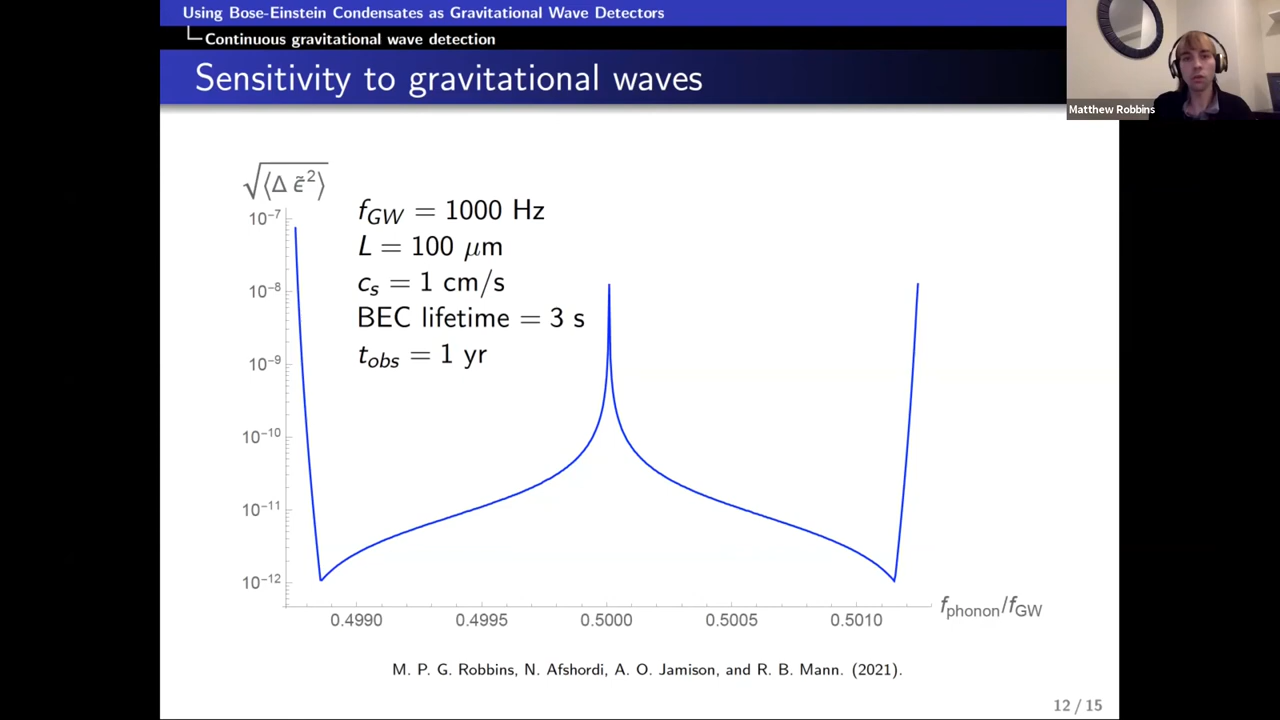 Using Bose-Einstein Condensates as Gravitational Wave Detectors
Continuous gravitational wave detection
Sensitivity to gravitational waves
Matthew Robbins
√⟨Δ ε̃²⟩
f_GW = 1000 Hz
L = 100 μm
c_s = 1 cm/s
BEC lifetime = 3 s
t_obs = 1 yr
10⁻⁷
10⁻⁸
10⁻⁹
10⁻¹⁰
10⁻¹¹
10⁻¹²
0.4990 0.4995 0.5000 0.5005 0.5010
f_phonon/f_GW
M. P. G. Robbins, N. Afshordi, A. O. Jamison, and R. B. Mann. (2021).
12 / 15